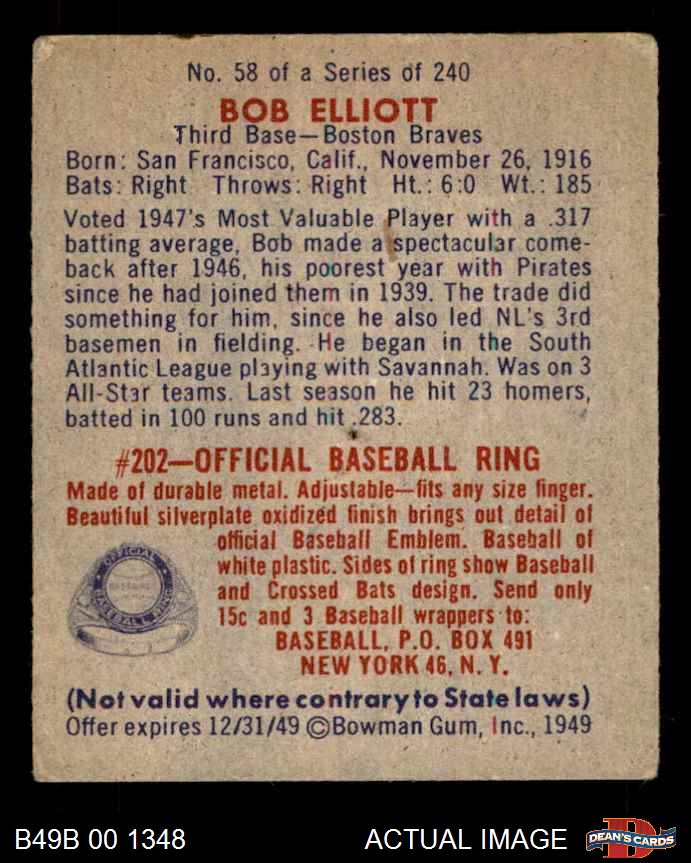 No. 58 of a Series of 240
BOB ELLIOTT
Third Base—Boston Braves
Born: San Francisco, Calif., November 26, 1916
Bats: Right Throws: Right Ht.: 6:0 Wt.: 185
Voted 1947's Most Valuable Player with a .317
batting average, Bob made a spectacular come-
back after 1946, his poorest year with Pirates
since he had joined them in 1939. The trade did
something for him, since he also led NL's 3rd
basemen in fielding. He began in the South
Atlantic League playing with Savannah. Was on 3
All-Star teams. Last season he hit 23 homers,
batted in 100 runs and hit .283.
#202—OFFICIAL BASEBALL RING
Made of durable metal. Adjustable—fits any size finger.
Beautiful silverplate oxidized finish brings out detail of
official Baseball Emblem. Baseball of
white plastic. Sides of ring show Baseball
and Crossed Bats design. Send only
15c and 3 Baseball wrappers to:
BASEBALL, P.O. BOX 491
NEW YORK 46, N. Y.
OFFICIAL
BASEBALL RING
(Not valid where contrary to State laws)
Offer expires 12/31/49 ©Bowman Gum, Inc., 1949
B49B 00 1348
ACTUAL IMAGE
DEAN'S CARDS